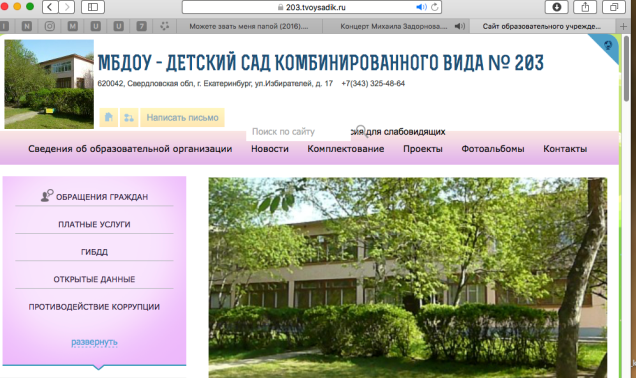 203.tvoysadik.ru
N M U U 7
Можете звать меня папой (2016)....
Концерт Михаила Задорнова....
Сайт образовательного учрежде...
МБДОУ - ДЕТСКИЙ САД КОМБИНИРОВАННОГО ВИДА № 203
620042, Свердловская обл, г. Екатеринбург, ул.Избирателей, д. 17 +7(343) 325-48-64
Написать письмо
Поиск по сайту
сия для слабовидящих
Сведения об образовательной организации Новости Комплектование Проекты Фотоальбомы Контакты
ОБРАЩЕНИЯ ГРАЖДАН
ПЛАТНЫЕ УСЛУГИ
ГИБДД
ОТКРЫТЫЕ ДАННЫЕ
ПРОТИВОДЕЙСТВИЕ КОРРУПЦИИ
развернуть